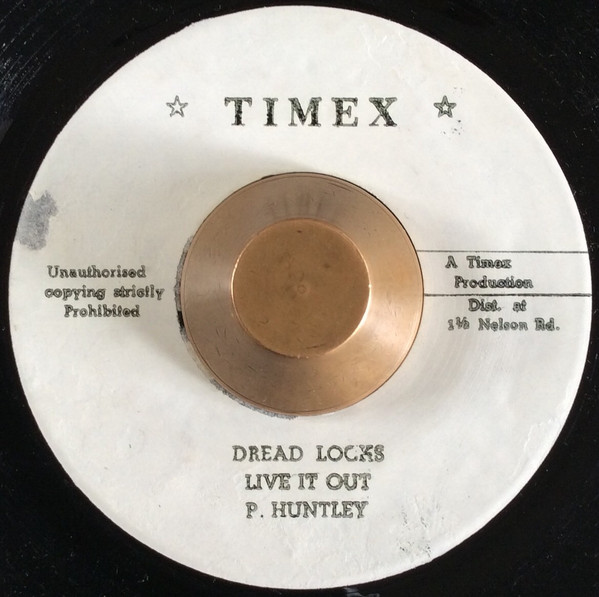 ☆ TIMEX ☆
Unauthorised
copying strictly
Prohibited
A Timex
Production
Dist. at
1½ Nelson Rd.
DREAD LOCKS
LIVE IT OUT
P. HUNTLEY